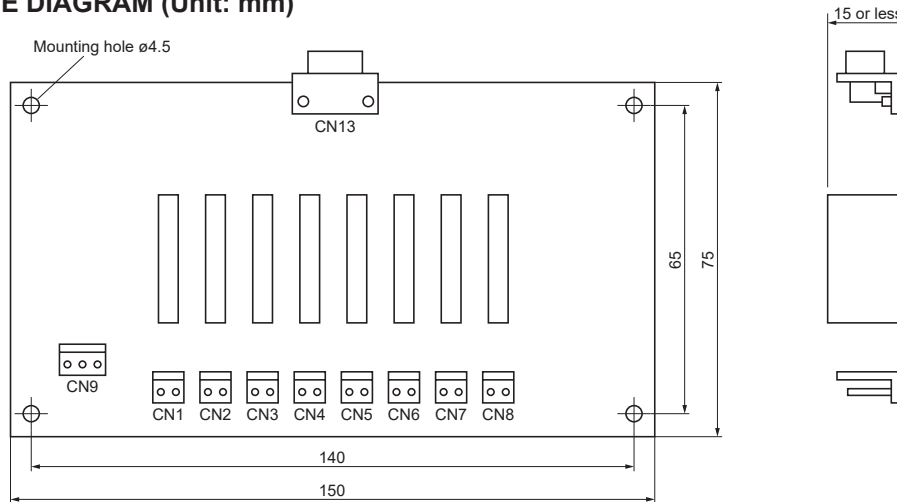 E DIAGRAM (Unit: mm)
15 or less
Mounting hole ø4.5
CN13
65
75
CN9
CN1 CN2 CN3 CN4 CN5 CN6 CN7 CN8
140
150